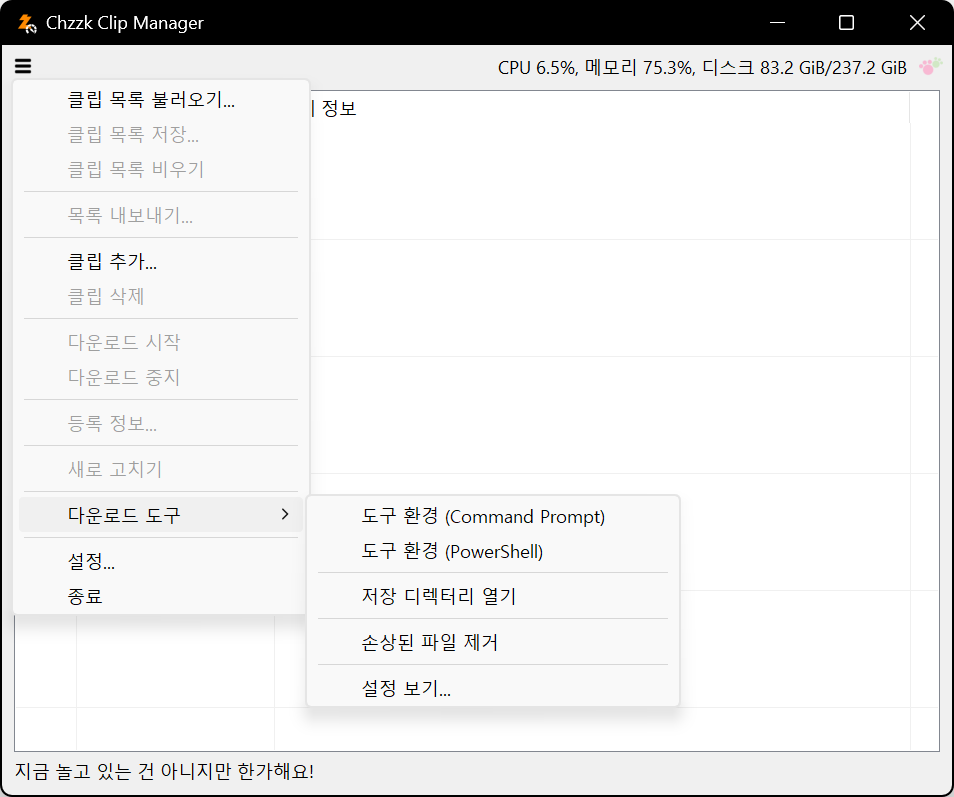 Chzzk Clip Manager
CPU 6.5%, 메모리 75.3%, 디스크 83.2 GiB/237.2 GiB
정보
클립 목록 불러오기...
클립 목록 저장...
클립 목록 비우기
목록 내보내기...
클립 추가...
클립 삭제
다운로드 시작
다운로드 중지
등록 정보...
새로 고치기
다운로드 도구
설정...
종료
도구 환경 (Command Prompt)
도구 환경 (PowerShell)
저장 디렉터리 열기
손상된 파일 제거
설정 보기...
지금 놀고 있는 건 아니지만 한가해요!